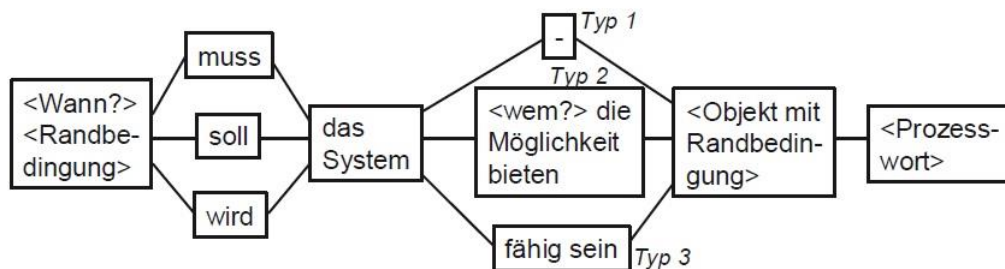 <Wann?>
<Randbe-
dingung>
muss
soll
wird
das
System
-
Typ 1
Typ 2
<wem?> die
Möglichkeit
bieten
fähig sein
Typ 3
<Objekt mit
Randbedin-
gung>
<Prozess-
wort>